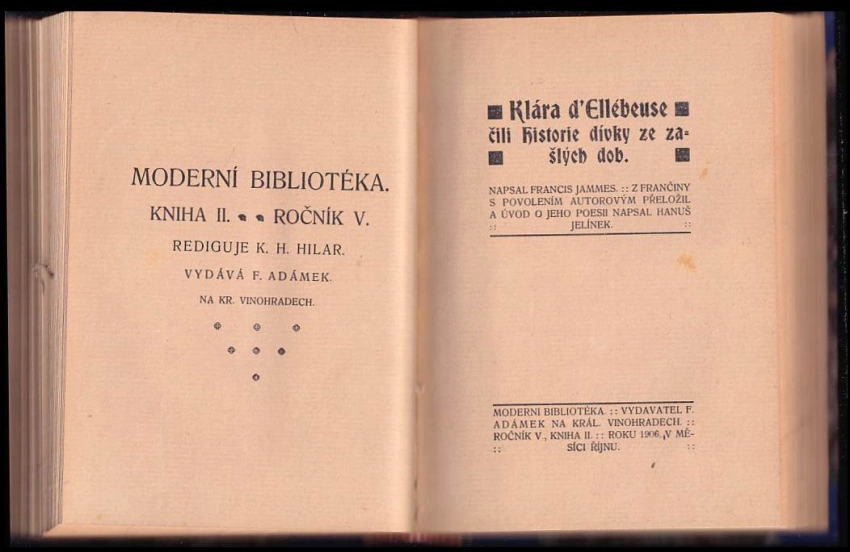 MODERNÍ BIBLIOTÉKA.
KNIHA II. ROČNÍK V.
REDIGUJE K. H. HILAR.
VYDÁVÁ F. ADÁMEK.
NA KR. VINOHRADECH.
Klára d'Ellébeuse
čili Historie dívky ze za-
šlých dob.
NAPSAL FRANCIS JAMMES. :: Z FRANČINY
S POVOLENÍM AUTOROVÝM PŘELOŽIL
A ÚVOD O JEHO POESII NAPSAL HANUŠ
:: JELÍNEK. ::
MODERNÍ BIBLIOTÉKA. :: VYDAVATEL F.
ADÁMEK NA KRÁL. VINOHRADECH. ::
ROČNÍK V., KNIHA II. :: ROKU 1906, V MĚ-
:: SÍCI ŘÍJNU. ::